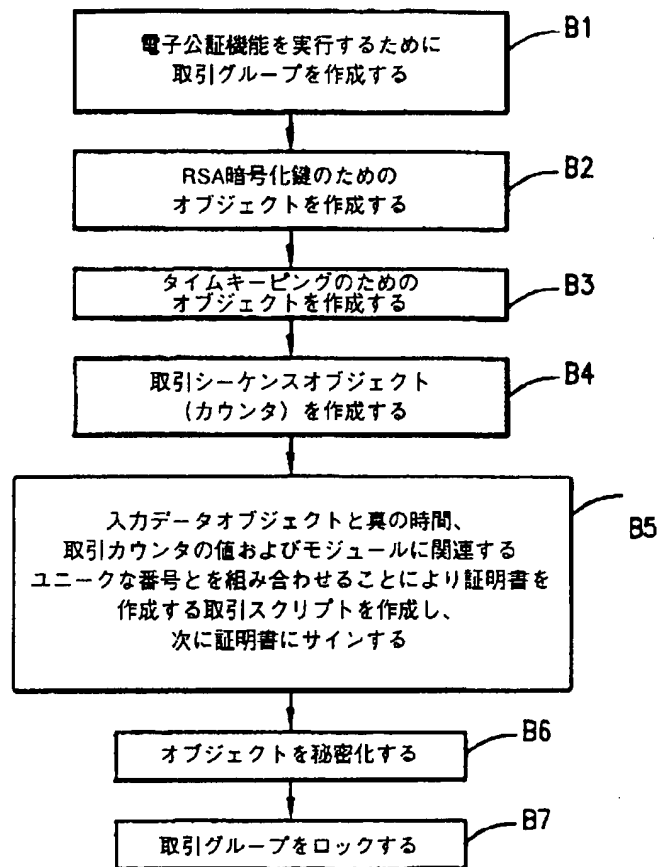 電子公証機能を実行するために
取引グループを作成する
B1
RSA暗号化鍵のための
オブジェクトを作成する
B2
タイムキーピングのための
オブジェクトを作成する
B3
取引シーケンスオブジェクト
（カウンタ）を作成する
B4
入力データオブジェクトと真の時間、
取引カウンタの値およびモジュールに関連する
ユニークな番号とを組み合わせることにより証明書を
作成する取引スクリプトを作成し、
次に証明書にサインする
B5
オブジェクトを秘密化する
B6
取引グループをロックする
B7